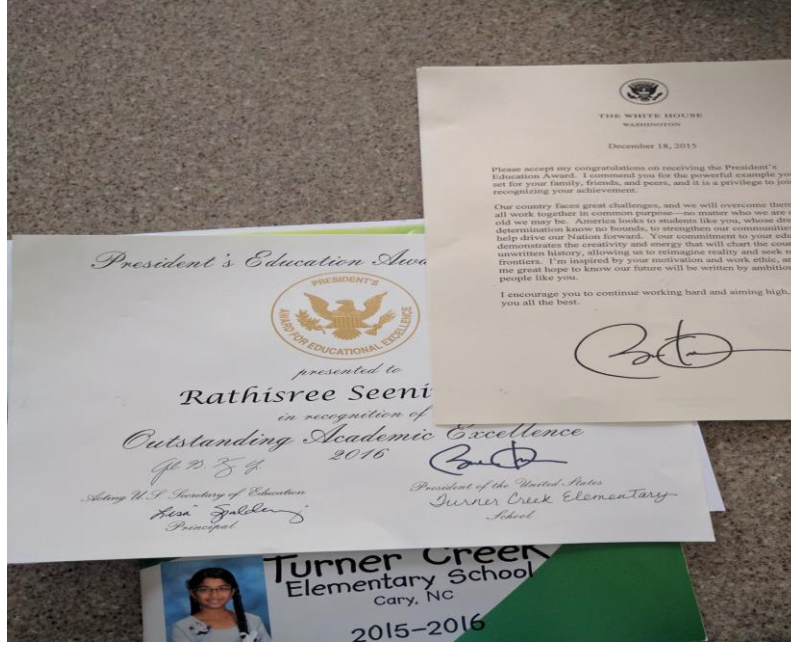 THE WHITE HOUSE
WASHINGTON
December 18, 2015
Please accept my congratulations on receiving the President's
Education Award. I commend you for the powerful example you
set for your family, friends, and peers, and it is a privilege to
recognizing your achievement.
Our country faces great challenges, and we will overcome them
all work together in common purpose—no matter who we are
old we may be. America looks to students like you, whose
determination know no bounds, to strengthen our communities
help drive our Nation forward. Your commitment to your
demonstrates the creativity and energy that will chart the
unwritten history, allowing us to reimagine reality and seek
frontiers. I'm inspired by your motivation and work ethic,
me great hope to know our future will be written by
people like you.
I encourage you to continue working hard and aiming high,
you all the best.
President's Education
PRESIDENT'S
AWARD FOR EDUCATIONAL EXCELLENCE
presented to
Rathisree Seeni
in recognition of
Outstanding Academic Excellence
2016
Acting U.S. Secretary of Education
President of the United States
Lisa Spalding
Turner Creek Elementary
Principal
School
Turner Creek
Elementary School
Cary, NC
2015-2016